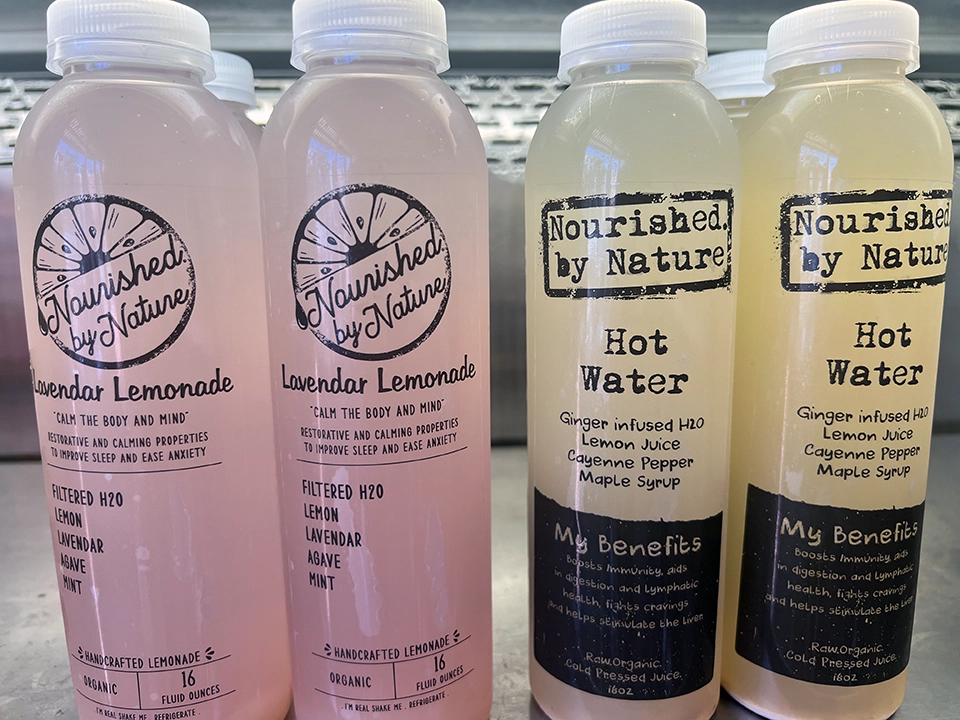 Nourished.
by Nature
Lavendar Lemonade
"CALM THE BODY AND MIND"
RESTORATIVE AND CALMING PROPERTIES
TO IMPROVE SLEEP AND EASE ANXIETY
FILTERED H2O
LEMON
LAVENDAR
AGAVE
MINT
HANDCRAFTED LEMONADE
ORGANIC
16
FLUID OUNCES
.I'M REAL SHAKE ME . REFRIGERATE .
Nourished.
by Nature
Lavendar Lemonade
"CALM THE BODY AND MIND"
RESTORATIVE AND CALMING PROPERTIES
TO IMPROVE SLEEP AND EASE ANXIETY
FILTERED H2O
LEMON
LAVENDAR
AGAVE
MINT
HANDCRAFTED LEMONADE
ORGANIC
16
FLUID OUNCES
.I'M REAL SHAKE ME . REFRIGERATE .
Nourished.
by Nature
Hot
Water
Ginger infused H2O
Lemon Juice
Cayenne Pepper
Maple Syrup
My Benefits
Boosts Immunity, aids
in digestion and lymphatic
health, fights cravings
and helps stimulate the liver.
Raw.Organic.
Cold Pressed Juice.
16oz
Nourished
by Nature
Hot
Water
Ginger infused H2O
Lemon Juice
Cayenne Pepper
Maple Syrup
My Benefits
Boosts Immunity, aids
in digestion and lymphatic
health, fights cravings
and helps stimulate the liver.
Raw.Organic.
Cold Pressed Juice.
16oz